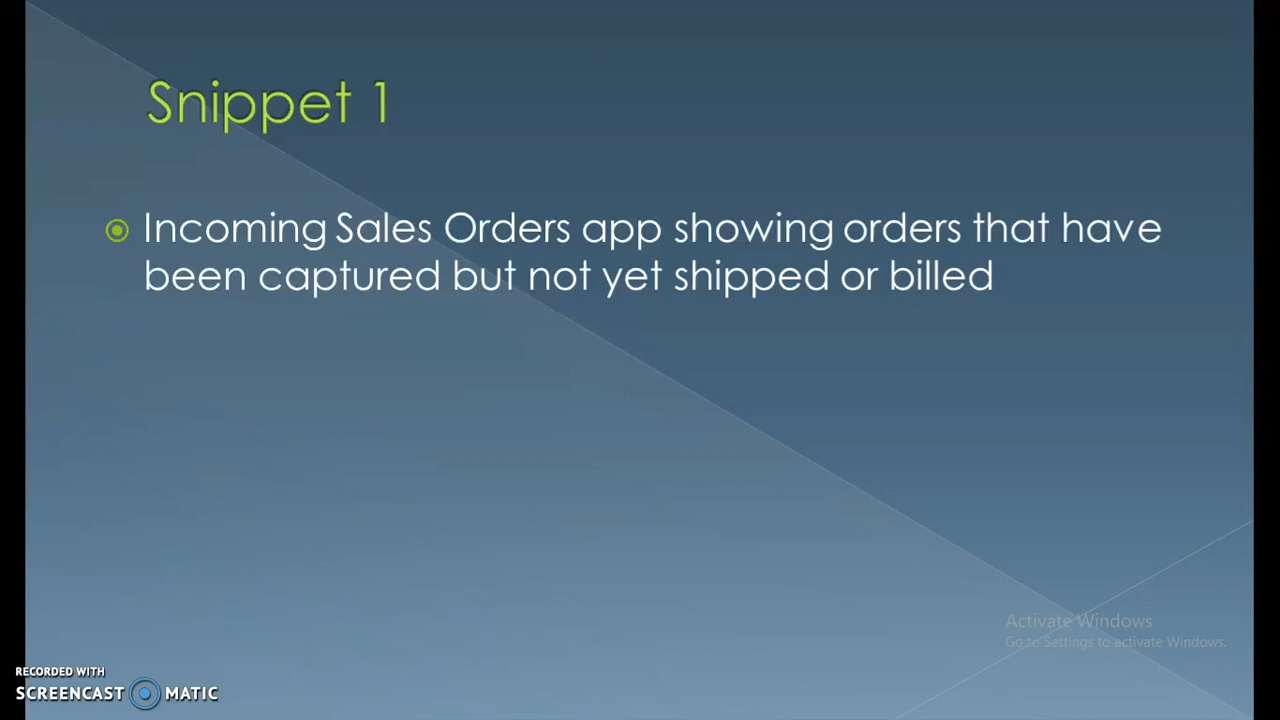 Snippet 1
Incoming Sales Orders app showing orders that have
been captured but not yet shipped or billed
Activate Windows
Go to Settings to activate Windows.
RECORDED WITH
SCREENCAST MATIC